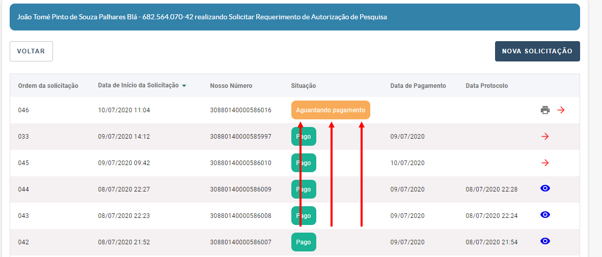 João Tomé Pinto de Souza Palhares Blá - 682.564.070-42 realizando Solicitar Requerimento de Autorização de Pesquisa
VOLTAR NOVA SOLICITAÇÃO
Ordem da solicitação Data de Início da Solicitação Nosso Número Situação Data de Pagamento Data Protocolo
046 10/07/2020 11:04 30880140000586016 Aguardando pagamento
033 09/07/2020 14:12 30880140000585997 Pago 09/07/2020
045 09/07/2020 09:42 30880140000586010 Pago 10/07/2020
044 08/07/2020 22:27 30880140000586009 Pago 09/07/2020 08/07/2020 22:28
043 08/07/2020 22:23 30880140000586008 Pago 09/07/2020 08/07/2020 22:24
042 08/07/2020 21:52 30880140000586007 Pago 09/07/2020 08/07/2020 21:54